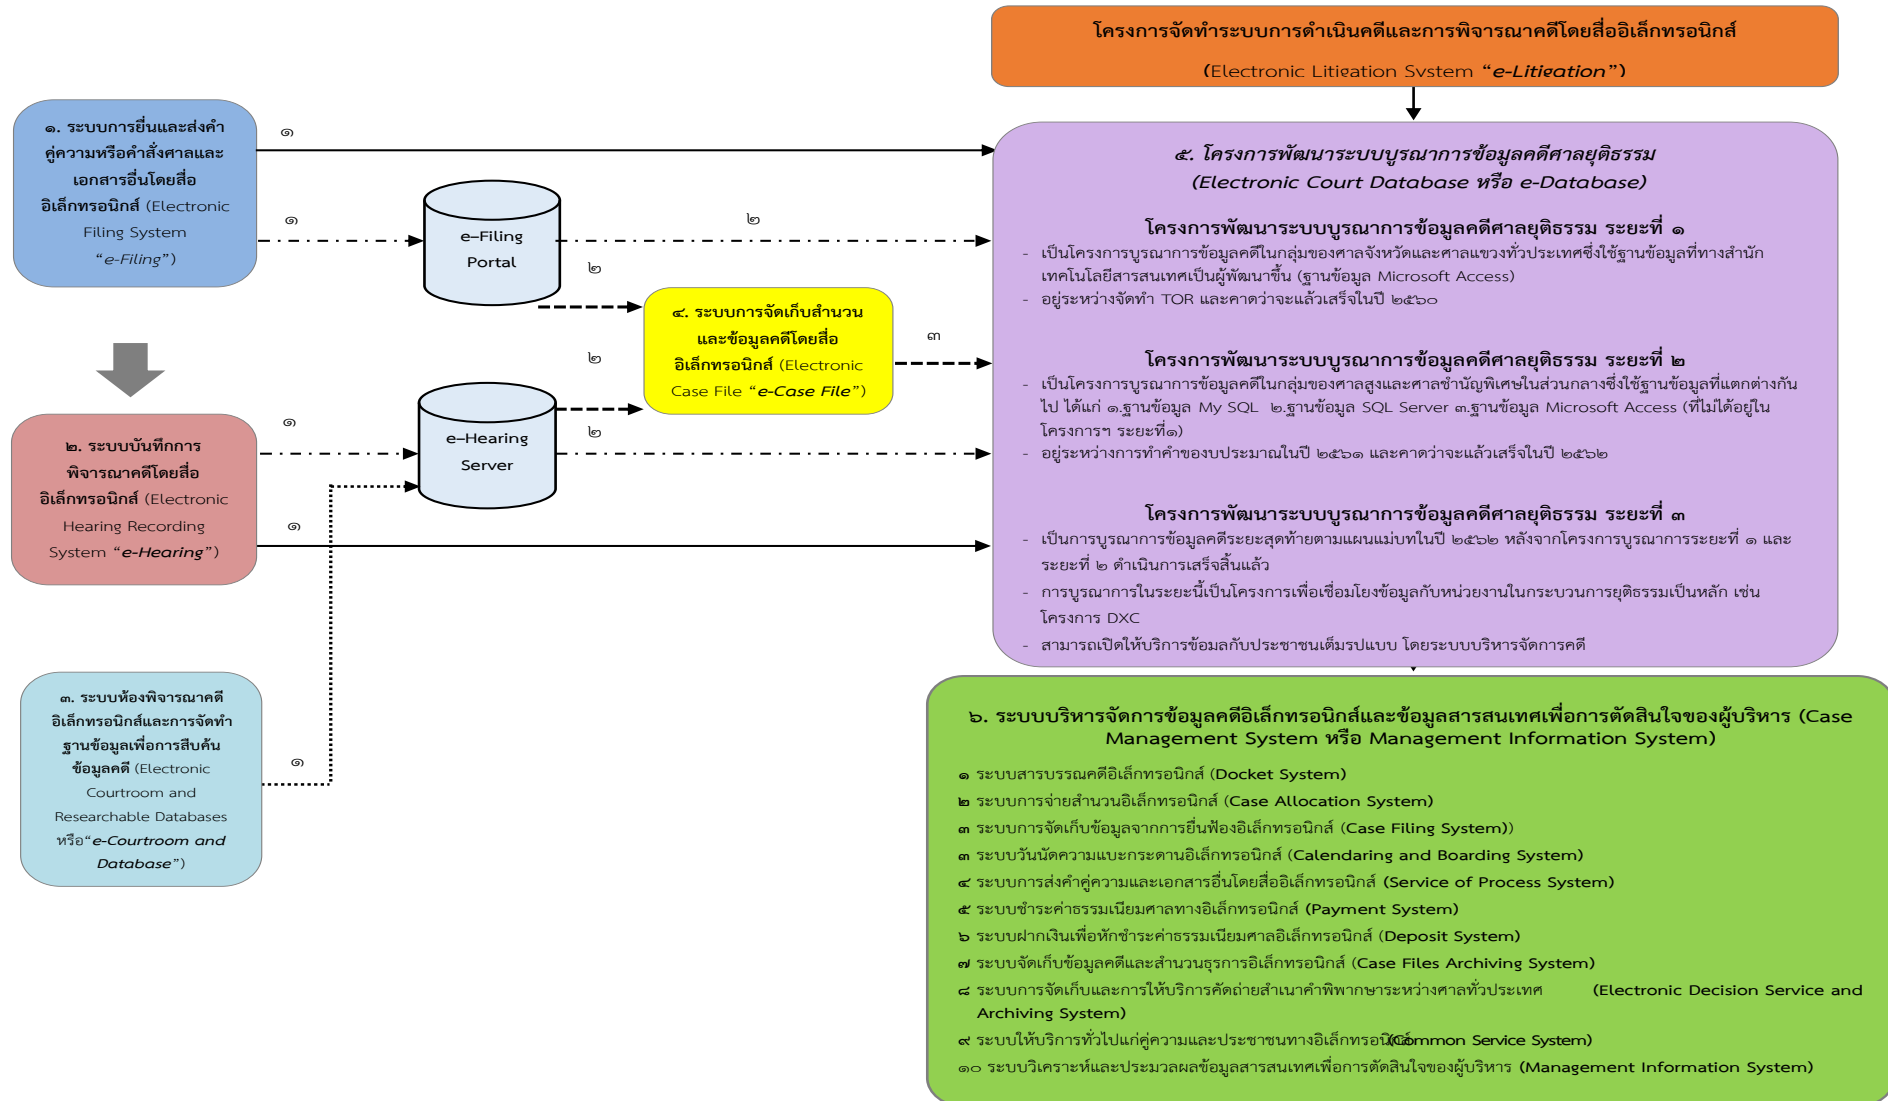 โครงการจัดทำระบบการดำเนินคดีและการพิจารณาคดีโดยสื่ออิเล็กทรอนิกส์
(Electronic Litigation System “e-Litigation”)
๑. ระบบการยื่นและส่งคำ
คู่ความหรือคำสั่งศาลและ
เอกสารอื่นโดยสื่อ
อิเล็กทรอนิกส์ (Electronic
Filing System
“e-Filing”)
๑
๑
e–Filing
Portal
๒
๒
๔. ระบบการจัดเก็บสำนวน
และข้อมูลคดีโดยสื่อ
อิเล็กทรอนิกส์ (Electronic
Case File “e-Case File”)
๓
๒
๒. ระบบบันทึกการ
พิจารณาคดีโดยสื่อ
อิเล็กทรอนิกส์ (Electronic
Hearing Recording
System “e-Hearing”)
๑
e–Hearing
Server
๒
๑
๓. ระบบห้องพิจารณาคดี
อิเล็กทรอนิกส์และการจัดทำ
ฐานข้อมูลเพื่อการสืบค้น
ข้อมูลคดี (Electronic
Courtroom and
Researchable Databases
หรือ“e-Courtroom and
Database”)
๑
๕. โครงการพัฒนาระบบบูรณาการข้อมูลคดีศาลยุติธรรม
(Electronic Court Database หรือ e-Database)
โครงการพัฒนาระบบบูรณาการข้อมูลคดีศาลยุติธรรม ระยะที่ ๑
- เป็นโครงการบูรณาการข้อมูลคดีในกลุ่มของศาลจังหวัดและศาลแขวงทั่วประเทศซึ่งใช้ฐานข้อมูลที่ทางสำนัก
เทคโนโลยีสารสนเทศเป็นผู้พัฒนาขึ้น (ฐานข้อมูล Microsoft Access)
- อยู่ระหว่างจัดทำ TOR และคาดว่าจะแล้วเสร็จในปี ๒๕๖๐
โครงการพัฒนาระบบบูรณาการข้อมูลคดีศาลยุติธรรม ระยะที่ ๒
- เป็นโครงการบูรณาการข้อมูลคดีในกลุ่มของศาลสูงและศาลชำนัญพิเศษในส่วนกลางซึ่งใช้ฐานข้อมูลที่แตกต่างกัน
ไป ได้แก่ ๑.ฐานข้อมูล My SQL ๒.ฐานข้อมูล SQL Server ๓.ฐานข้อมูล Microsoft Access (ที่ไม่ได้อยู่ใน
โครงการฯ ระยะที่๑)
- อยู่ระหว่างการทำคำของบประมาณในปี ๒๕๖๑ และคาดว่าจะแล้วเสร็จในปี ๒๕๖๒
โครงการพัฒนาระบบบูรณาการข้อมูลคดีศาลยุติธรรม ระยะที่ ๓
- เป็นการบูรณาการข้อมูลคดีระยะสุดท้ายตามแผนแม่บทในปี ๒๕๖๒ หลังจากโครงการบูรณาการระยะที่ ๑ และ
ระยะที่ ๒ ดำเนินการเสร็จสิ้นแล้ว
- การบูรณาการในระยะนี้เป็นโครงการเพื่อเชื่อมโยงข้อมูลกับหน่วยงานในกระบวนการยุติธรรมเป็นหลัก เช่น
โครงการ DXC
- สามารถเปิดให้บริการข้อมูลกับประชาชนเต็มรูปแบบ โดยระบบบริหารจัดการคดี
๖. ระบบบริหารจัดการข้อมูลคดีอิเล็กทรอนิกส์และข้อมูลสารสนเทศเพื่อการตัดสินใจของผู้บริหาร (Case
Management System หรือ Management Information System)
๑ ระบบสารบรรณคดีอิเล็กทรอนิกส์ (Docket System)
๒ ระบบการจ่ายสำนวนอิเล็กทรอนิกส์ (Case Allocation System)
๓ ระบบการจัดเก็บข้อมูลจากการยื่นฟ้องอิเล็กทรอนิกส์ (Case Filing System))
๓ ระบบวันนัดความแบะกระดานอิเล็กทรอนิกส์ (Calendaring and Boarding System)
๔ ระบบการส่งคำคู่ความและเอกสารอื่นโดยสื่ออิเล็กทรอนิกส์ (Service of Process System)
๕ ระบบชำระค่าธรรมเนียมศาลทางอิเล็กทรอนิกส์ (Payment System)
๖ ระบบฝากเงินเพื่อหักชำระค่าธรรมเนียมศาลอิเล็กทรอนิกส์ (Deposit System)
๗ ระบบจัดเก็บข้อมูลคดีและสำนวนธุรการอิเล็กทรอนิกส์ (Case Files Archiving System)
๘ ระบบการจัดเก็บและการให้บริการคัดถ่ายสำเนาคำพิพากษาระหว่างศาลทั่วประเทศ (Electronic Decision Service and
Archiving System)
๙ ระบบให้บริการทั่วไปแก่คู่ความและประชาชนทางอิเล็กทรอนิกส์ (Common Service System)
๑๐ ระบบวิเคราะห์และประมวลผลข้อมูลสารสนเทศเพื่อการตัดสินใจของผู้บริหาร (Management Information System)